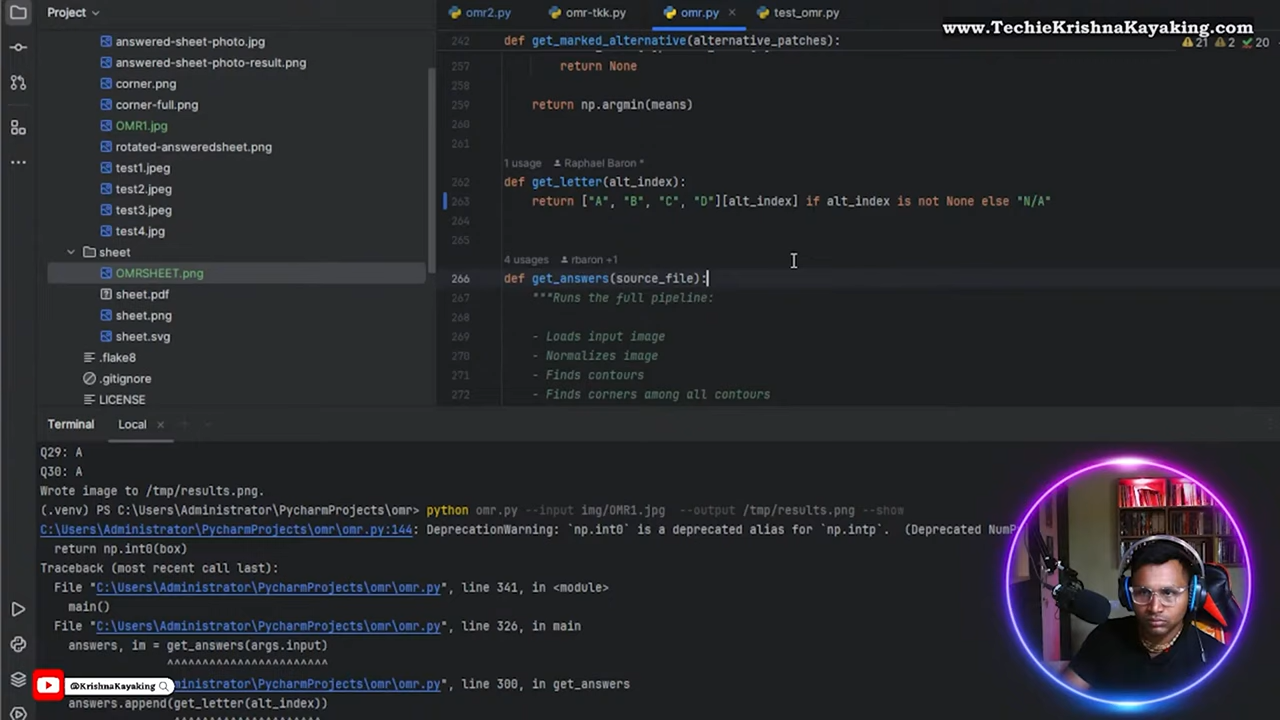 Project
omr2.py
omr-tkk.py
omr.py
test_omr.py
www.TechieKrishnaKayaking.com
21 2 20
answered-sheet-photo.jpg
answered-sheet-photo-result.png
corner.png
corner-full.png
OMR1.jpg
rotated-answeredsheet.png
test1.jpeg
test2.jpeg
test3.jpeg
test4.jpg
sheet
OMRSHEET.png
sheet.pdf
sheet.png
sheet.svg
.flake8
.gitignore
LICENSE
242 def get_marked_alternative(alternative_patches):
257 return None
258
259 return np.argmin(means)
260
261
1 usage Raphael Baron *
262 def get_letter(alt_index):
263 return ["A", "B", "C", "D"][alt_index] if alt_index is not None else "N/A"
264
265
4 usages rbaron +1
266 def get_answers(source_file):
267 """Runs the full pipeline:
268
269 - Loads input image
270 - Normalizes image
271 - Finds contours
272 - Finds corners among all contours
Terminal
Local
Q29: A
Q30: A
Wrote image to /tmp/results.png.
(.venv) PS C:\Users\Administrator\PycharmProjects\omr> python omr.py --input img/OMR1.jpg --output /tmp/results.png --show
C:\Users\Administrator\PycharmProjects\omr\omr.py:144: DeprecationWarning: `np.int0` is a deprecated alias for `np.intp`. (Deprecated NumP
return np.int0(box)
Traceback (most recent call last):
File "C:\Users\Administrator\PycharmProjects\omr\omr.py", line 341, in <module>
main()
File "C:\Users\Administrator\PycharmProjects\omr\omr.py", line 326, in main
answers, im = get_answers(args.input)
^^^^^^^^^^^^^^^^^^^^^^^
@KrishnaKayaking
ministrator\PycharmProjects\omr\omr.py", line 300, in get_answers
answers.append(get_letter(alt_index))
^^^^^^^^^^^^^^^^^^^^^